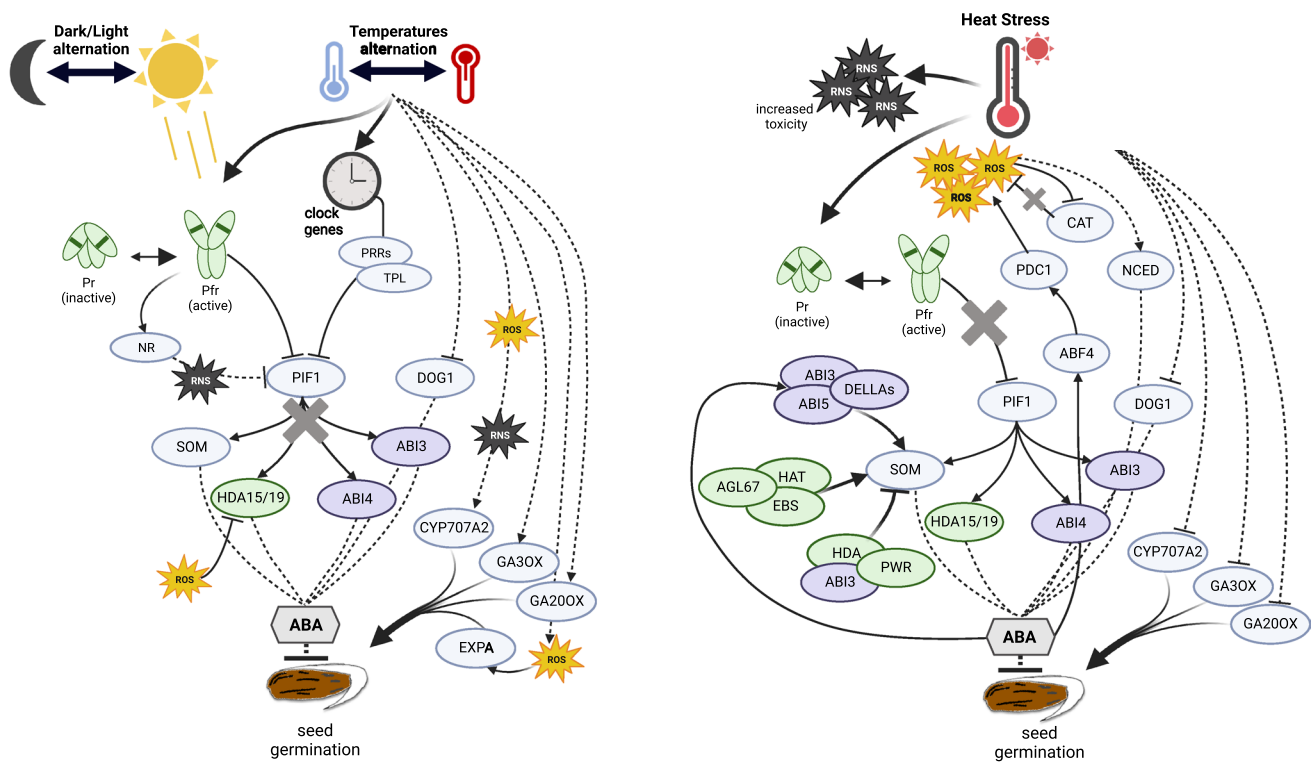 Dark/Light
alternation
Temperatures
alternation
clock
genes
PRRs
TPL
Pr
(inactive)
Pfr
(active)
NR
RNS
PIF1
DOG1
ROS
RNS
SOM
ABI3
HDA15/19
ABI4
CYP707A2
GA3OX
GA20OX
ROS
EXPA
ROS
ABA
seed
germination
Heat Stress
RNS
RNS
RNS
increased
toxicity
ROS
ROS
ROS
CAT
PDC1
NCED
Pr
(inactive)
Pfr
(active)
ABF4
ABI3
DELLAs
ABI5
PIF1
DOG1
SOM
ABI3
HAT
AGL67
EBS
HDA15/19
ABI4
HDA
PWR
ABI3
CYP707A2
GA3OX
GA20OX
ABA
seed
germination